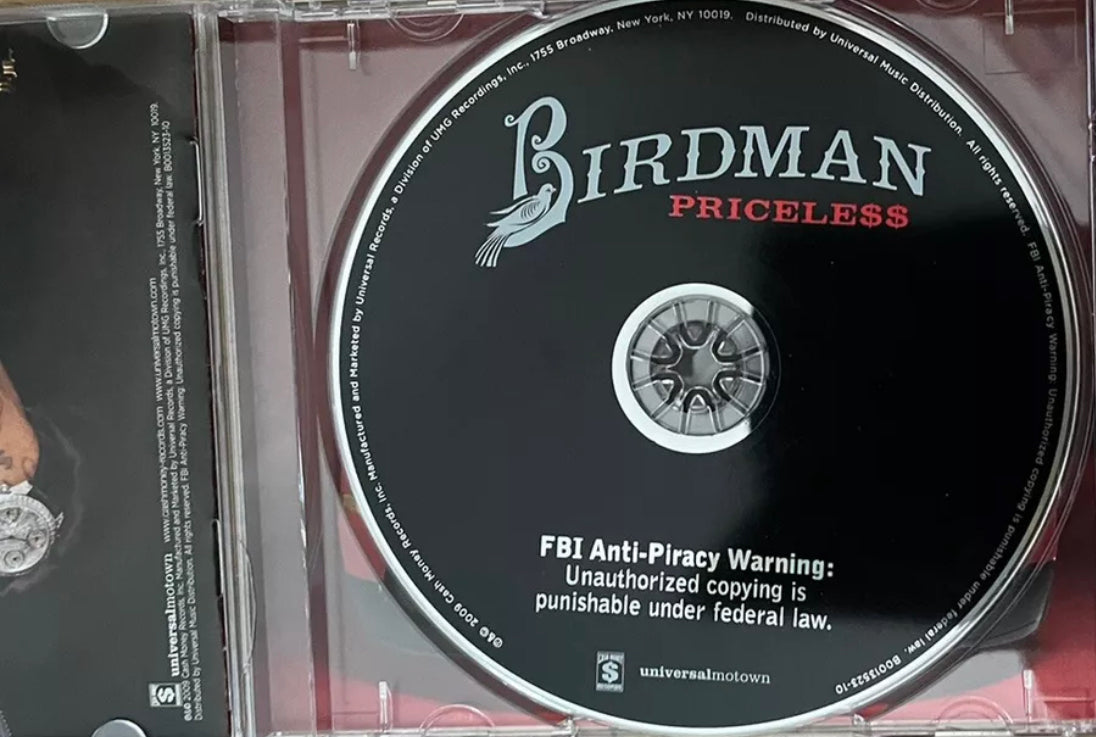 universalmotown www.cashmoney-records.com www.universalmotown.com
℗&© 2009 Cash Money Records, Inc. Manufactured and Marketed by Universal Records, a Division of UMG Recordings, Inc., 1755 Broadway, New York, NY 10019.
Distributed by Universal Music Distribution. All rights reserved. FBI Anti-Piracy Warning: Unauthorized copying is punishable under federal law. B0013523-10
℗&© 2009 Cash Money Records, Inc. Manufactured and Marketed by Universal Records, a Division of UMG Recordings, Inc., 1755 Broadway, New York, NY 10019. Distributed by Universal Music Distribution. All rights reserved. FBI Anti-Piracy Warning: Unauthorized copying is punishable under federal law. B0013523-10
BIRDMAN
PRICELE$$
FBI Anti-Piracy Warning:
Unauthorized copying is
punishable under federal law.
CASH MONEY
$
RECORDS
universalmotown